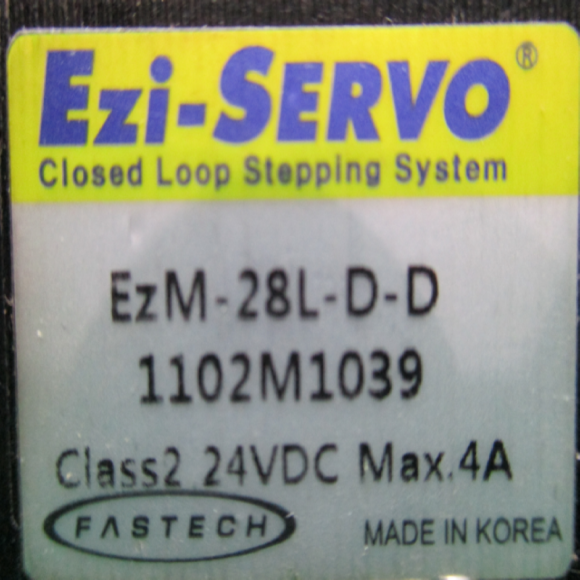 Ezi-SERVO®
Closed Loop Stepping System
EzM-28L-D-D
1102M1039
Class2 24VDC Max.4A
FASTECH
MADE IN KOREA